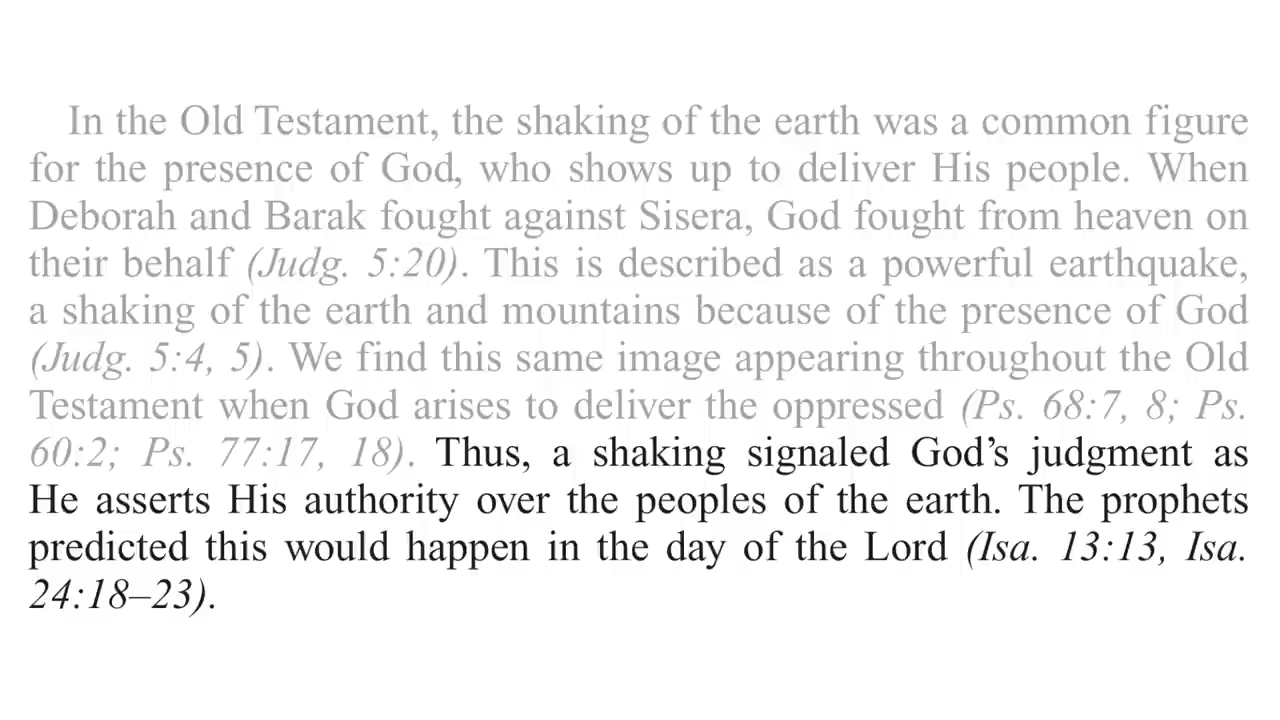 In the Old Testament, the shaking of the earth was a common figure
for the presence of God, who shows up to deliver His people. When
Deborah and Barak fought against Sisera, God fought from heaven on
their behalf (Judg. 5:20). This is described as a powerful earthquake,
a shaking of the earth and mountains because of the presence of God
(Judg. 5:4, 5). We find this same image appearing throughout the Old
Testament when God arises to deliver the oppressed (Ps. 68:7, 8; Ps.
60:2; Ps. 77:17, 18). Thus, a shaking signaled God’s judgment as
He asserts His authority over the peoples of the earth. The prophets
predicted this would happen in the day of the Lord (Isa. 13:13, Isa.
24:18–23).